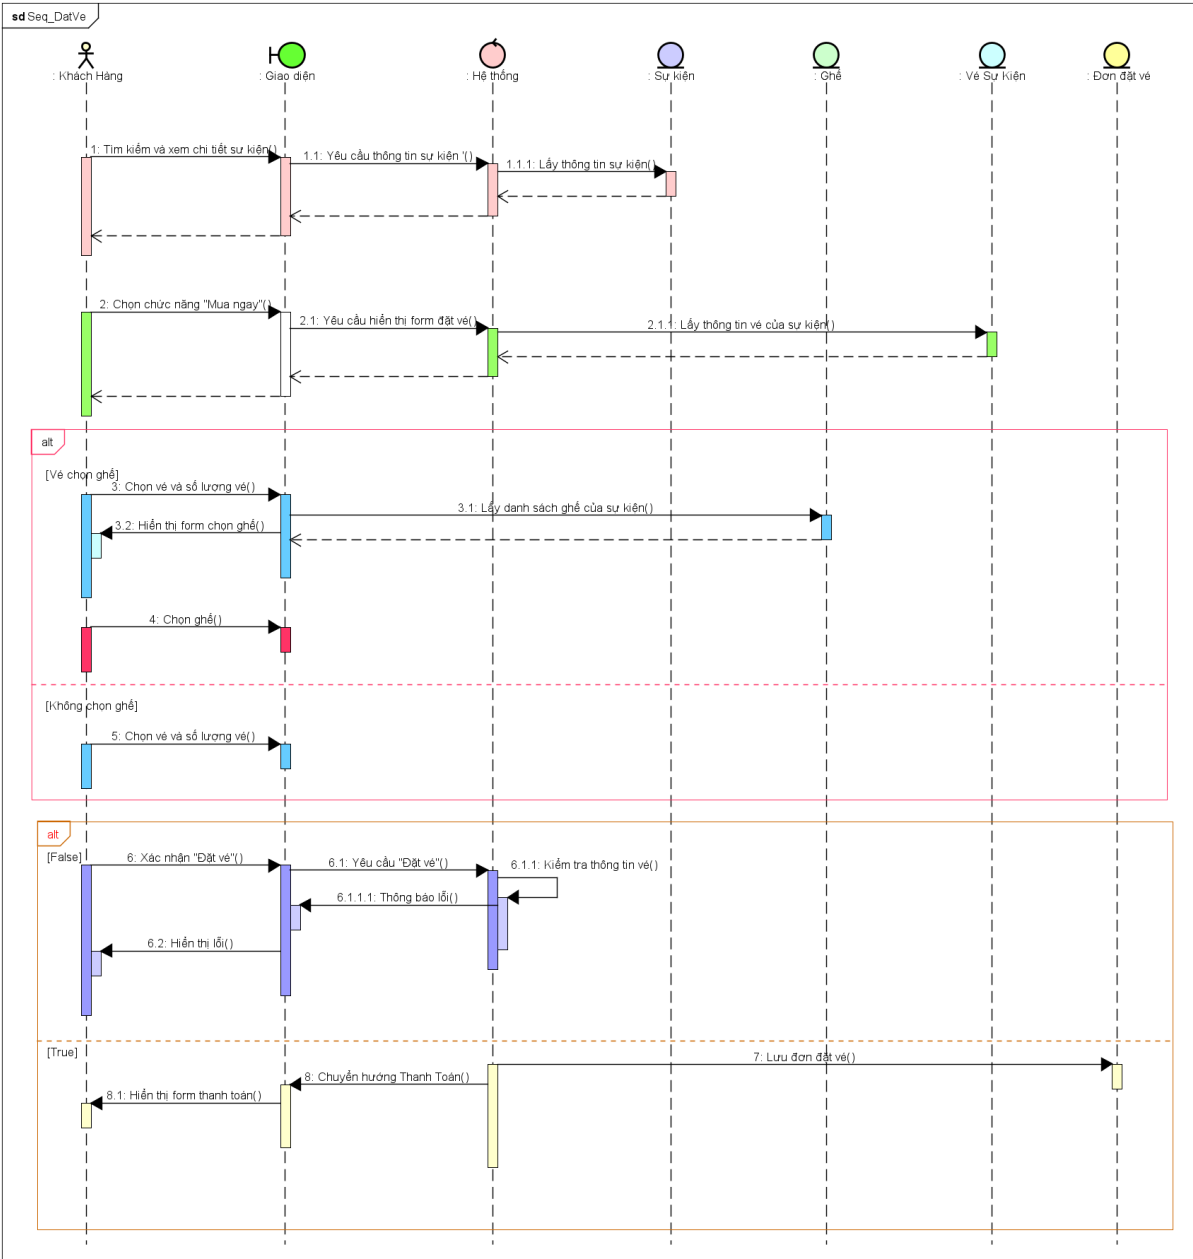 sd Seq_DatVe
: Khách Hàng
: Giao diện
: Hệ thống
: Sự kiện
: Ghế
: Vé Sự Kiện
: Đơn đặt vé
1: Tìm kiếm và xem chi tiết sự kiện()
1.1: Yêu cầu thông tin sự kiện '()
1.1.1: Lấy thông tin sự kiện()
2: Chọn chức năng "Mua ngay"()
2.1: Yêu cầu hiển thị form đặt vé()
2.1.1: Lấy thông tin vé của sự kiện()
alt
[Vé chọn ghế]
3: Chọn vé và số lượng vé()
3.1: Lấy danh sách ghế của sự kiện()
3.2: Hiển thị form chọn ghế()
4: Chọn ghế()
[Không chọn ghế]
5: Chọn vé và số lượng vé()
alt
[False]
6: Xác nhận "Đặt vé"()
6.1: Yêu cầu "Đặt vé"()
6.1.1: Kiểm tra thông tin vé()
6.1.1.1: Thông báo lỗi()
6.2: Hiển thị lỗi()
[True]
7: Lưu đơn đặt vé()
8: Chuyển hướng Thanh Toán()
8.1: Hiển thị form thanh toán()